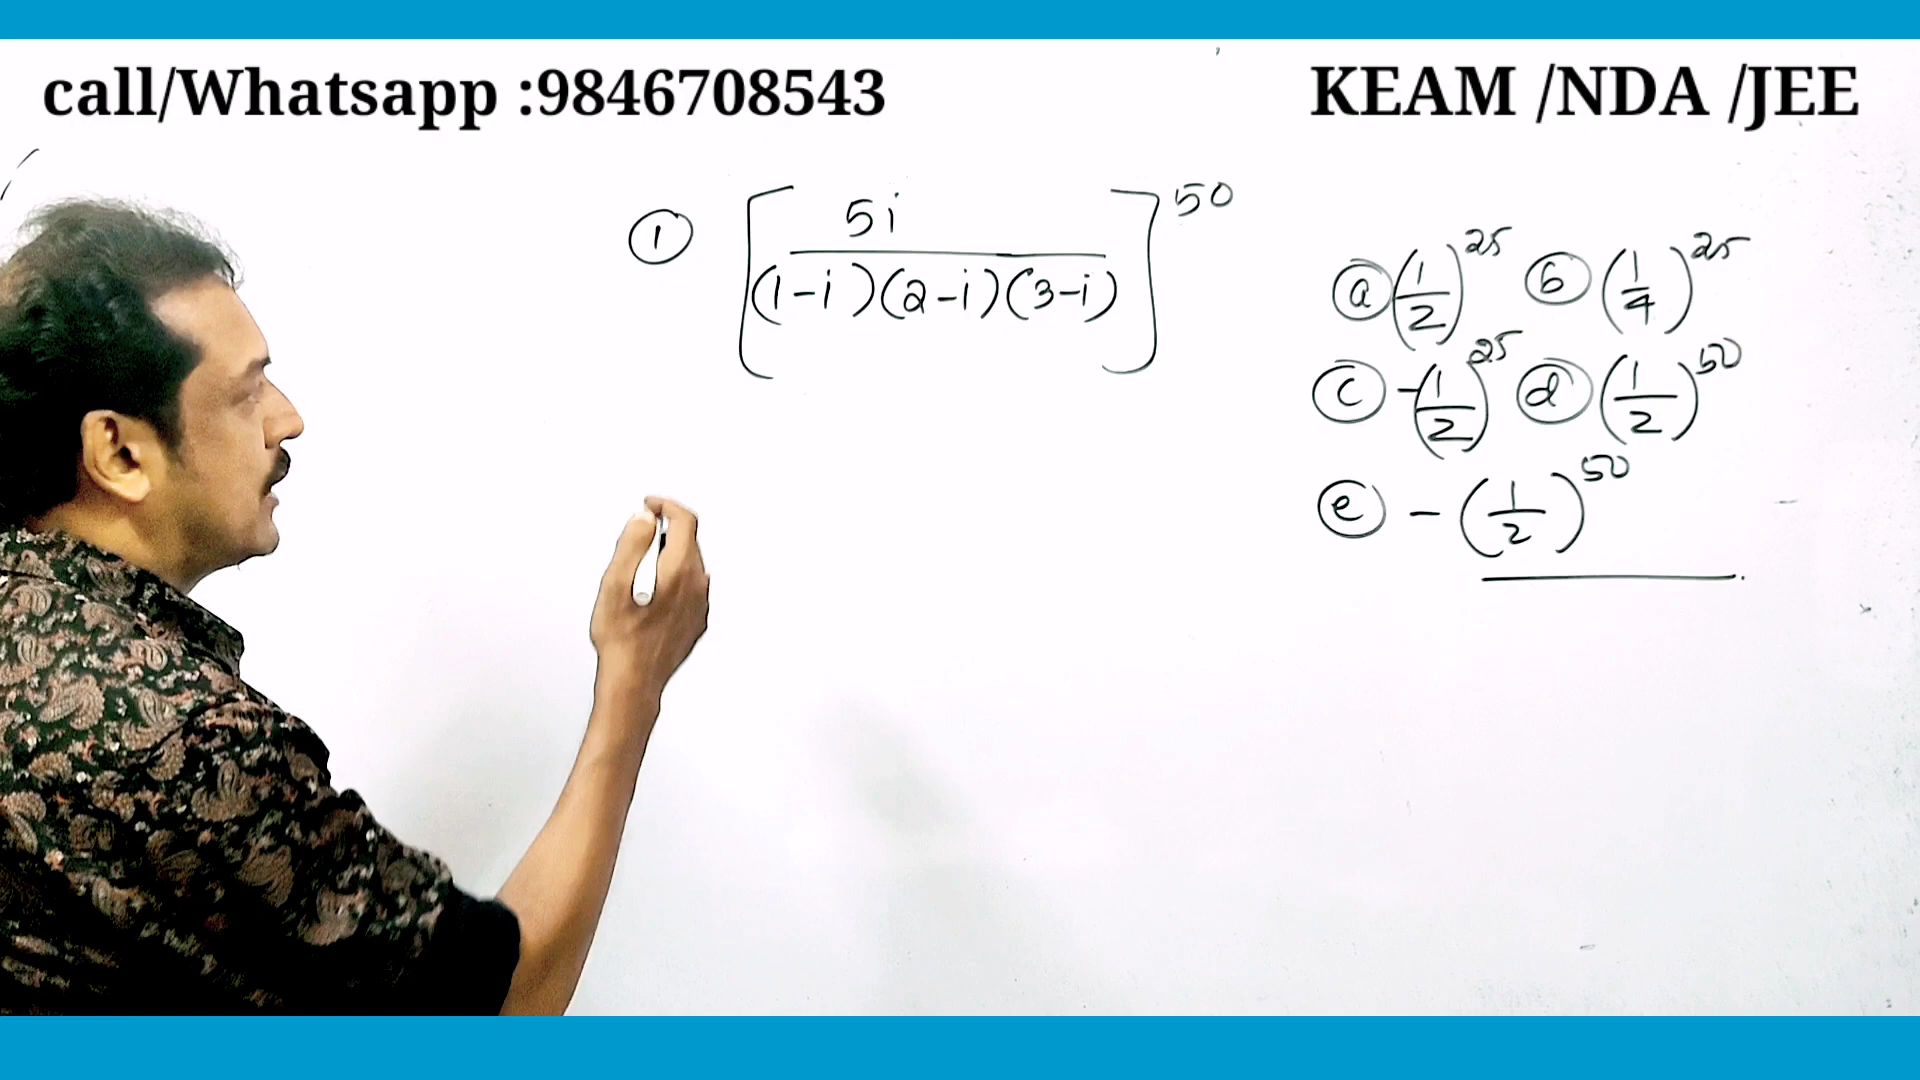 call/Whatsapp :9846708543
KEAM /NDA /JEE
① [5i / (1-i)(2-i)(3-i)]^50
ⓐ (1/2)^25 ⓑ (1/4)^25
ⓒ -(1/2)^25 ⓓ (1/2)^50
ⓔ -(1/2)^50